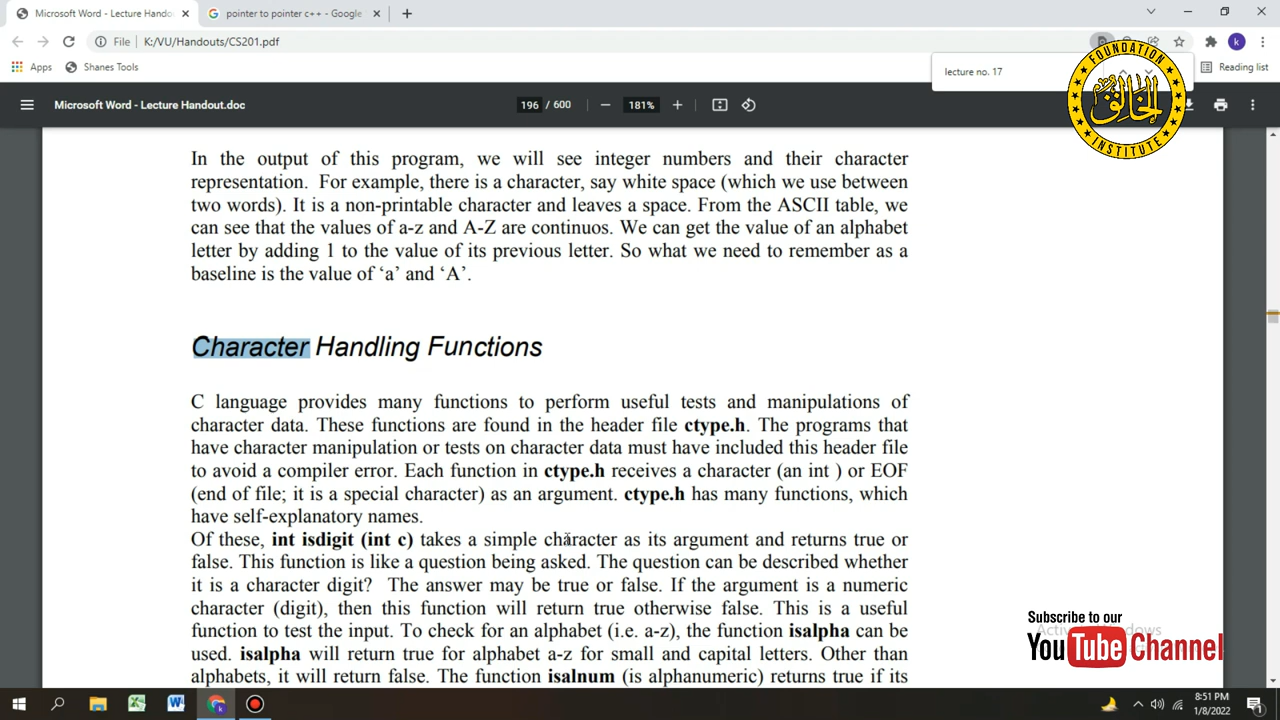 Microsoft Word - Lecture Hando
pointer to pointer c++ - Google
File K:/VU/Handouts/CS201.pdf
Apps Shanes Tools
lecture no. 17
Reading list
Microsoft Word - Lecture Handout.doc
196 / 600
181%
FOUNDATION
الخالق
INSTITUTE
In the output of this program, we will see integer numbers and their character
representation. For example, there is a character, say white space (which we use between
two words). It is a non-printable character and leaves a space. From the ASCII table, we
can see that the values of a-z and A-Z are continuos. We can get the value of an alphabet
letter by adding 1 to the value of its previous letter. So what we need to remember as a
baseline is the value of ‘a’ and ‘A’.
Character Handling Functions
C language provides many functions to perform useful tests and manipulations of
character data. These functions are found in the header file ctype.h. The programs that
have character manipulation or tests on character data must have included this header file
to avoid a compiler error. Each function in ctype.h receives a character (an int ) or EOF
(end of file; it is a special character) as an argument. ctype.h has many functions, which
have self-explanatory names.
Of these, int isdigit (int c) takes a simple character as its argument and returns true or
false. This function is like a question being asked. The question can be described whether
it is a character digit? The answer may be true or false. If the argument is a numeric
character (digit), then this function will return true otherwise false. This is a useful
function to test the input. To check for an alphabet (i.e. a-z), the function isalpha can be
used. isalpha will return true for alphabet a-z for small and capital letters. Other than
alphabets, it will return false. The function isalnum (is alphanumeric) returns true if its
Subscribe to our
YouTube Channel
8:51 PM
1/8/2022